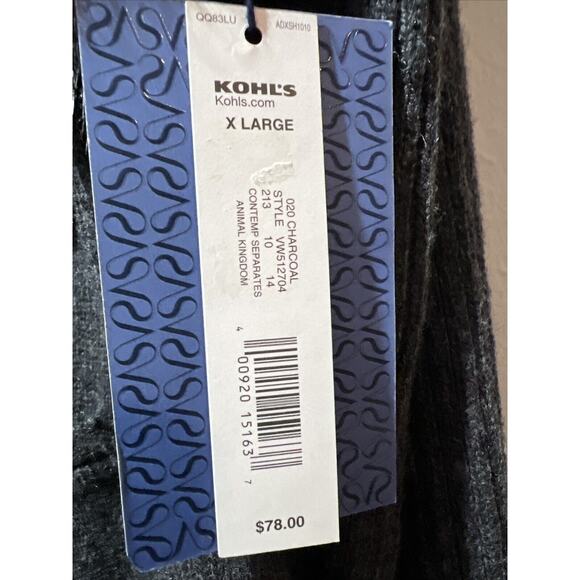 QQ83LU ADXSH1010
KOHL'S
Kohls.com
X LARGE
020 CHARCOAL
STYLE VW512704
213 10 14
CONTEMP SEPARATES
ANIMAL KINGDOM
4 00920 15163 7
$78.00